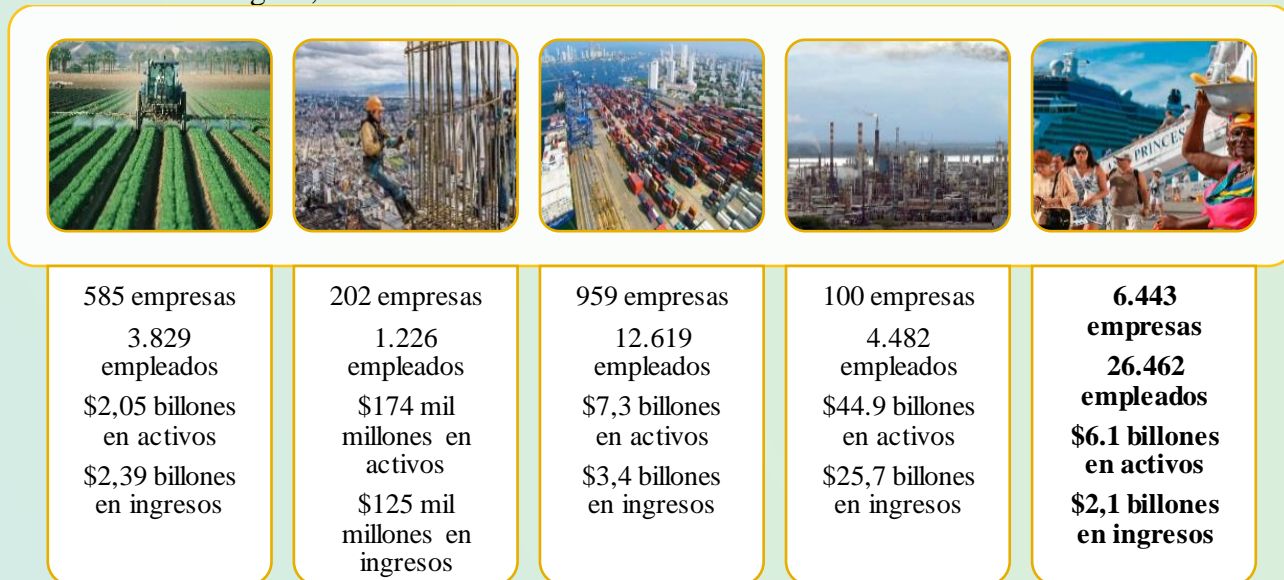 PRINCESS
585 empresas
3.829
empleados
$2,05 billones
en activos
$2,39 billones
en ingresos
202 empresas
1.226
empleados
$174 mil
millones en
activos
$125 mil
millones en
ingresos
959 empresas
12.619
empleados
$7,3 billones
en activos
$3,4 billones
en ingresos
100 empresas
4.482
empleados
$44.9 billones
en activos
$25,7 billones
en ingresos
6.443
empresas
26.462
empleados
$6.1 billones
en activos
$2,1 billones
en ingresos